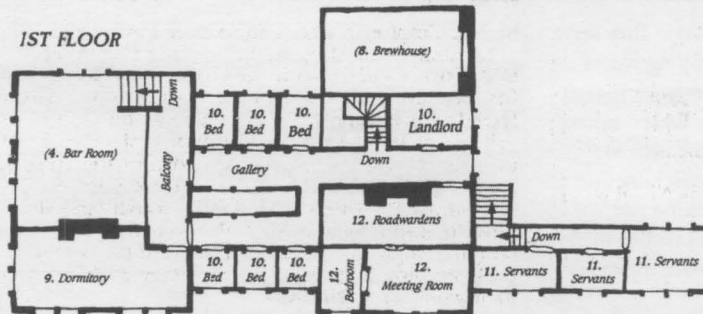 1ST FLOOR
(8. Brewhouse)
Down
10.
Bed
10.
Bed
10.
Bed
10.
Landlord
(4. Bar Room)
Balcony
Gallery
Down
12. Roadwardens
Down
9. Dormitory
10.
Bed
10.
Bed
10.
Bed
12.
Bedroom
12.
Meeting Room
11. Servants
11.
Servants
11. Servants